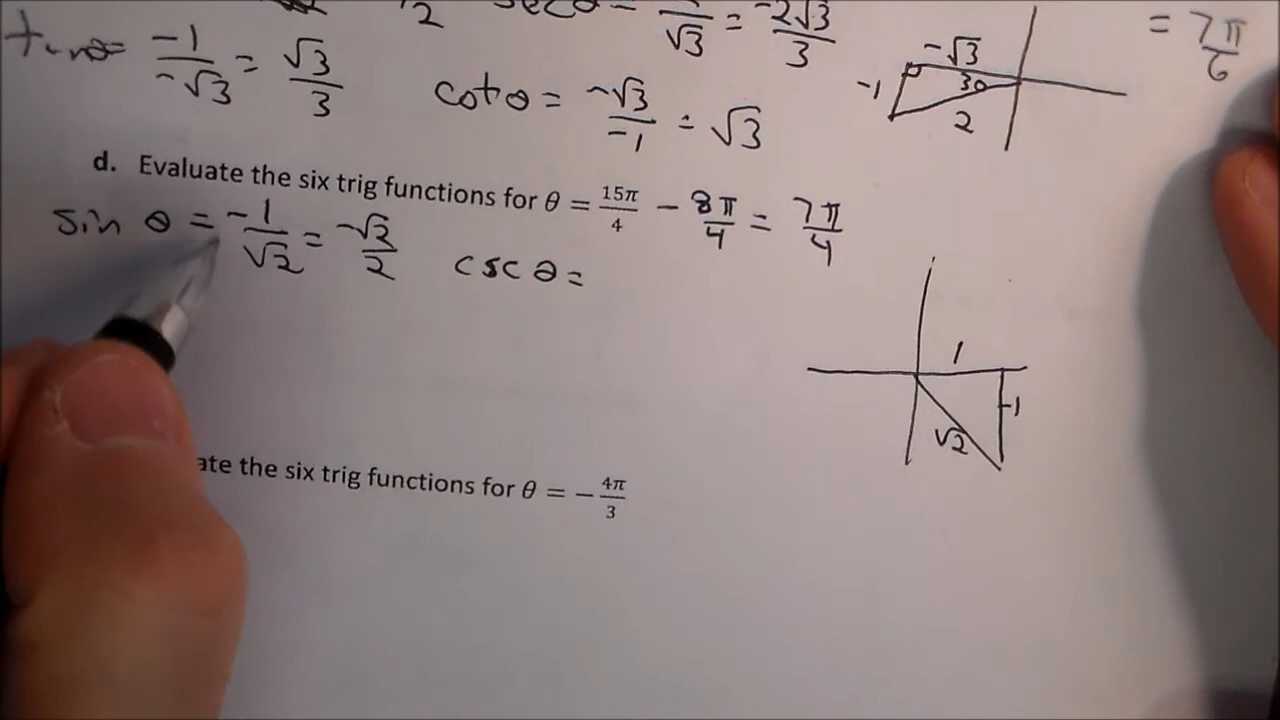 secθ = 1/√3 = -2√3/3
= 7π/6
tanθ = -1/-√3 = √3/3
cotθ = -√3/-1 = √3
-√3
-1
30
2
d. Evaluate the six trig functions for θ = 15π/4 - 8π/4 = 7π/4
sin θ = -1/√2 = -√2/2 csc θ =
1
-1
√2
ate the six trig functions for θ = - 4π/3